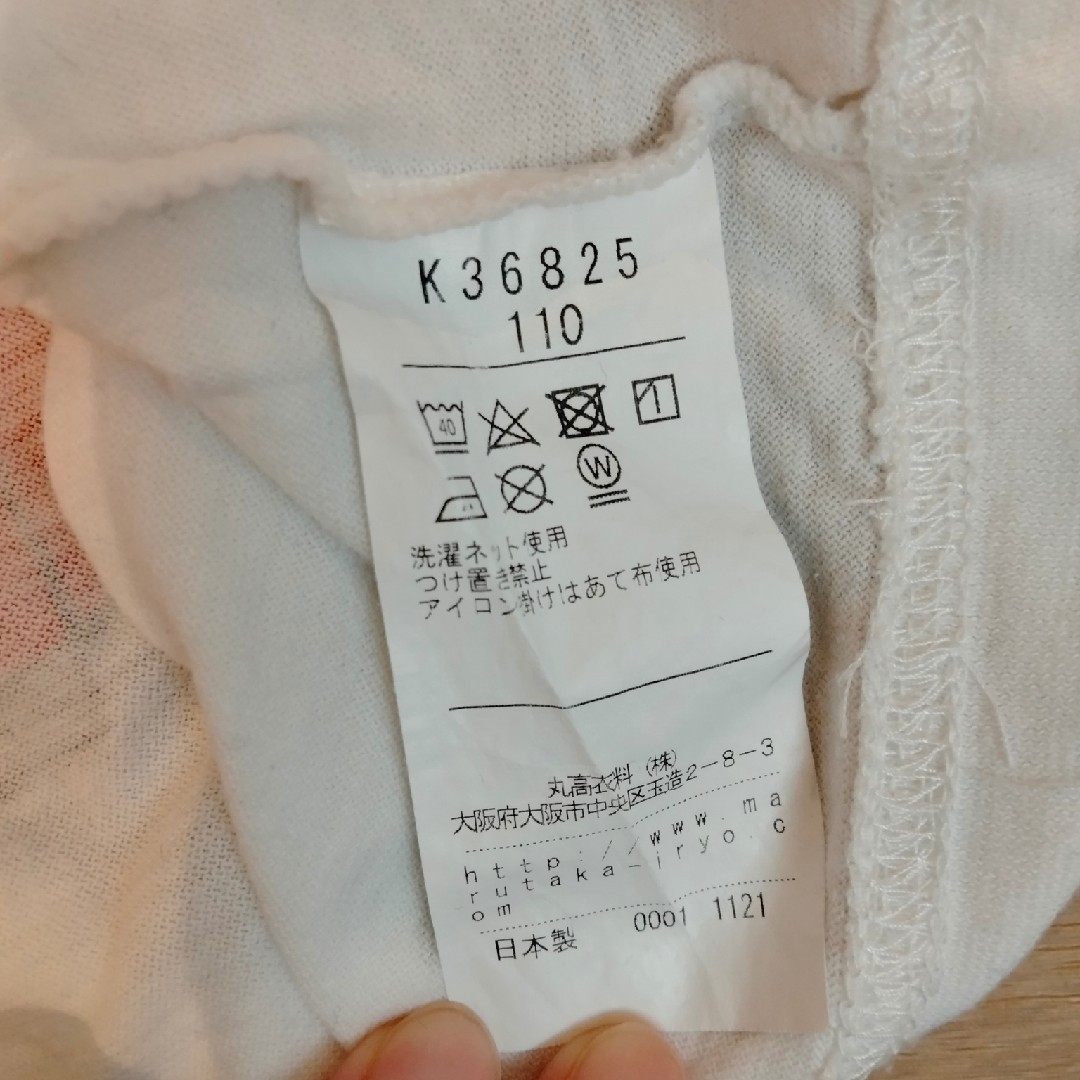 K36825
110
40
W
洗濯ネット使用
つけ置き禁止
アイロン掛けはあて布使用
丸高衣料（株）
大阪府大阪市中央区玉造2-8-3
http://www.ma
rutaka-iryo.c
om
日本製 0001 1121